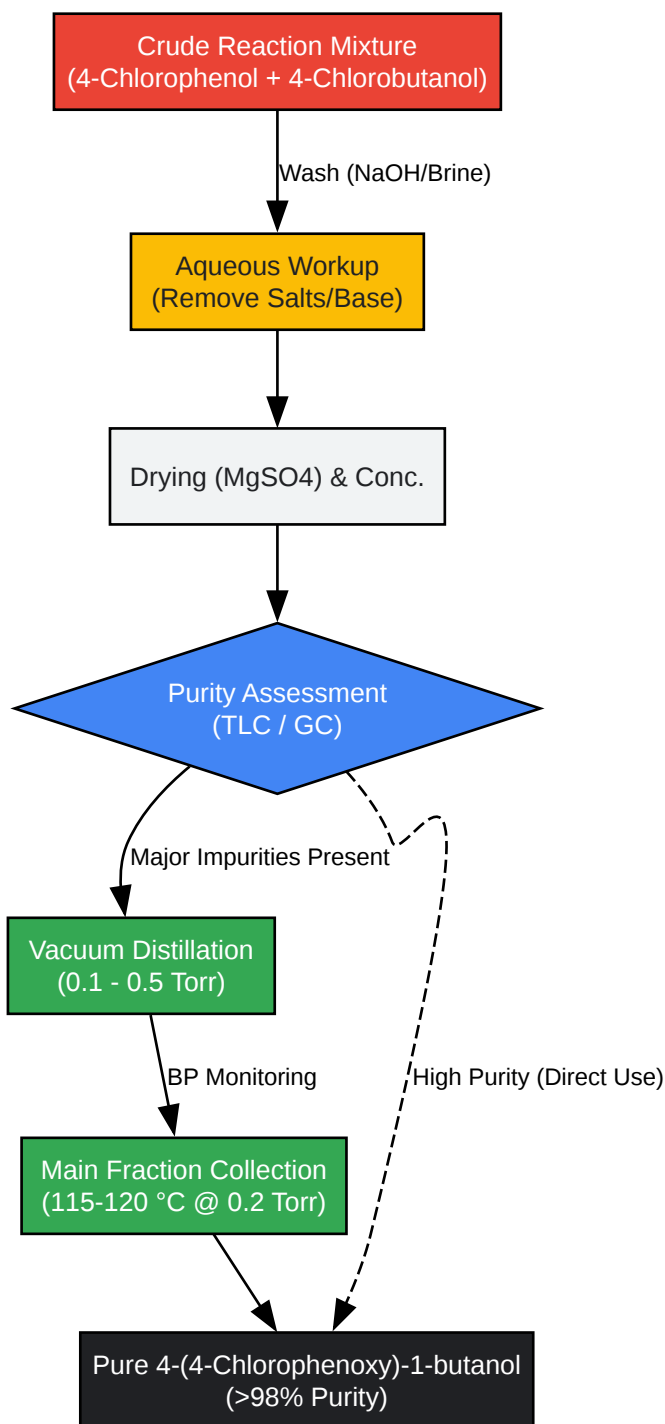 Crude Reaction Mixture
(4-Chlorophenol + 4-Chlorobutanol)
Wash (NaOH/Brine)
Aqueous Workup
(Remove Salts/Base)
Drying (MgSO4) & Conc.
Purity Assessment
(TLC / GC)
Major Impurities Present
Vacuum Distillation
(0.1 - 0.5 Torr)
BP Monitoring
High Purity (Direct Use)
Main Fraction Collection
(115-120 °C @ 0.2 Torr)
Pure 4-(4-Chlorophenoxy)-1-butanol
(>98% Purity)